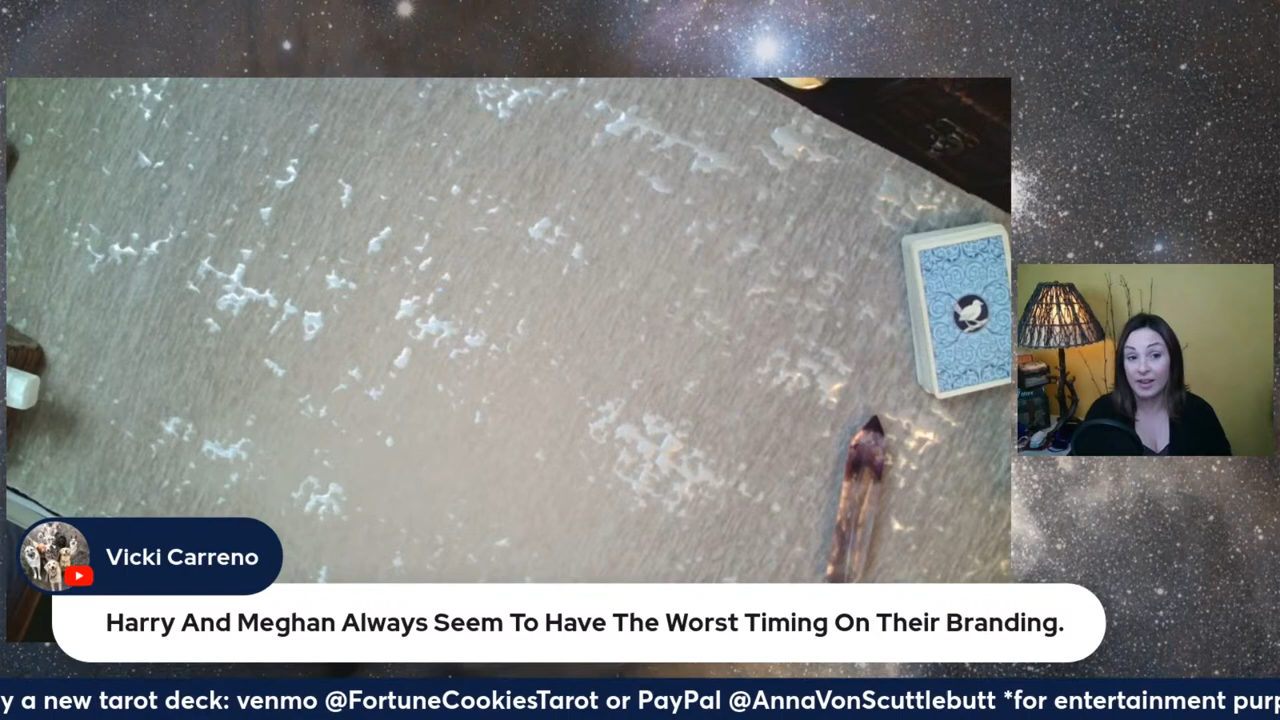 Vicki Carreno
Harry And Meghan Always Seem To Have The Worst Timing On Their Branding.
y a new tarot deck: venmo @FortuneCookiesTarot or PayPal @AnnaVonScuttlebutt *for entertainment purp